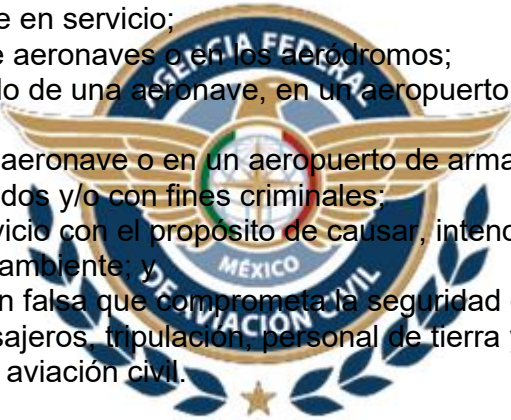 e en servicio;
e aeronaves o en los aeródromos;
do de una aeronave, en un aeropuerto
aeronave o en un aeropuerto de arma
dos y/o con fines criminales;
vicio con el propósito de causar, intenc
ambiente; y
n falsa que comprometa la seguridad
sajeros, tripulación, personal de tierra y
aviación civil.
AGENCIA FEDERAL
MÉXICO
DE AVIACIÓN CIVIL